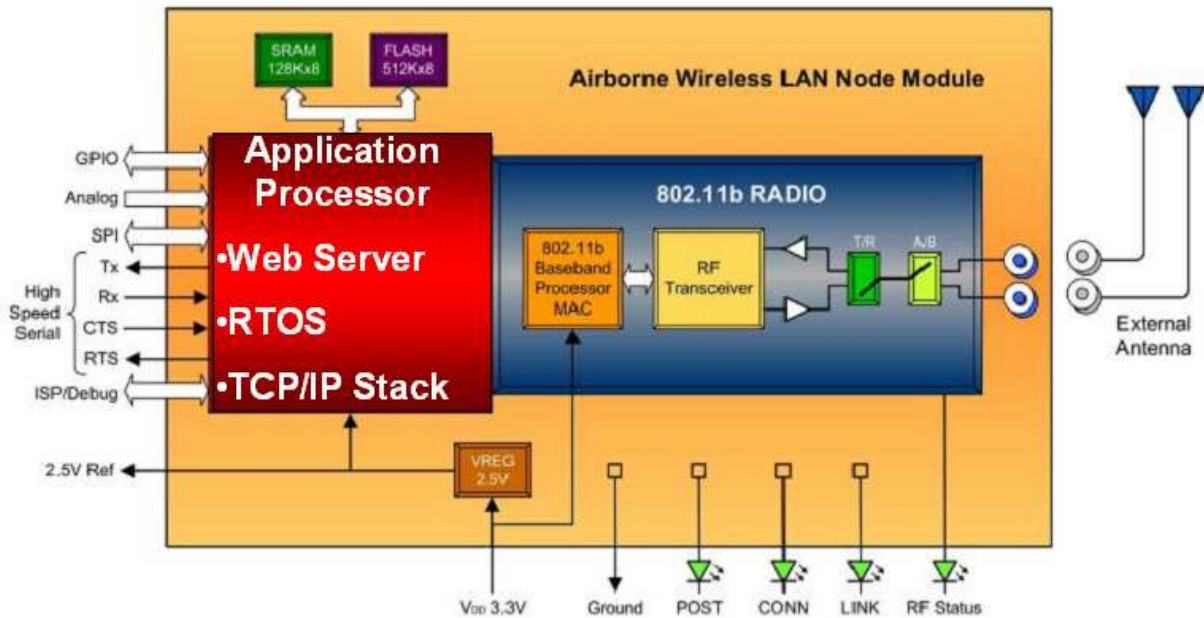 SRAM
128Kx8
FLASH
512Kx8
Airborne Wireless LAN Node Module
GPIO
Analog
SPI
Tx
Rx
CTS
RTS
High
Speed
Serial
ISP/Debug
2.5V Ref
Application
Processor
•Web Server
•RTOS
•TCP/IP Stack
802.11b RADIO
802.11b
Baseband
Processor
MAC
RF
Transceiver
T/R
A/B
External
Antenna
VREG
2.5V
VDD 3.3V
Ground
POST
CONN
LINK
RF Status